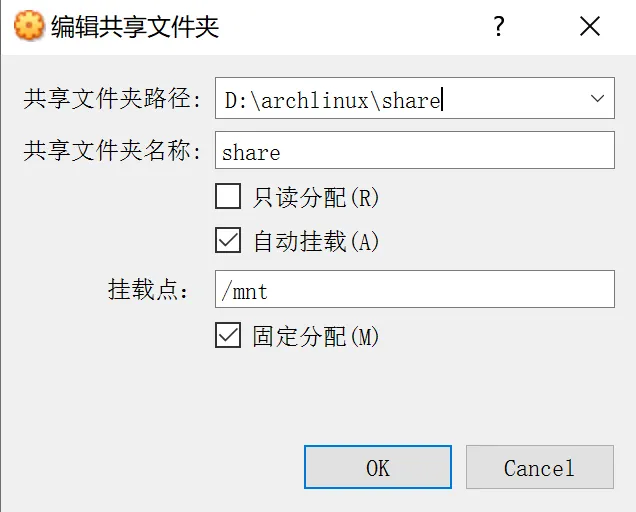 编辑共享文件夹 ?
共享文件夹路径: D:\archlinux\share
共享文件夹名称: share
只读分配(R)
自动挂载(A)
挂载点: /mnt
固定分配(M)
OK Cancel